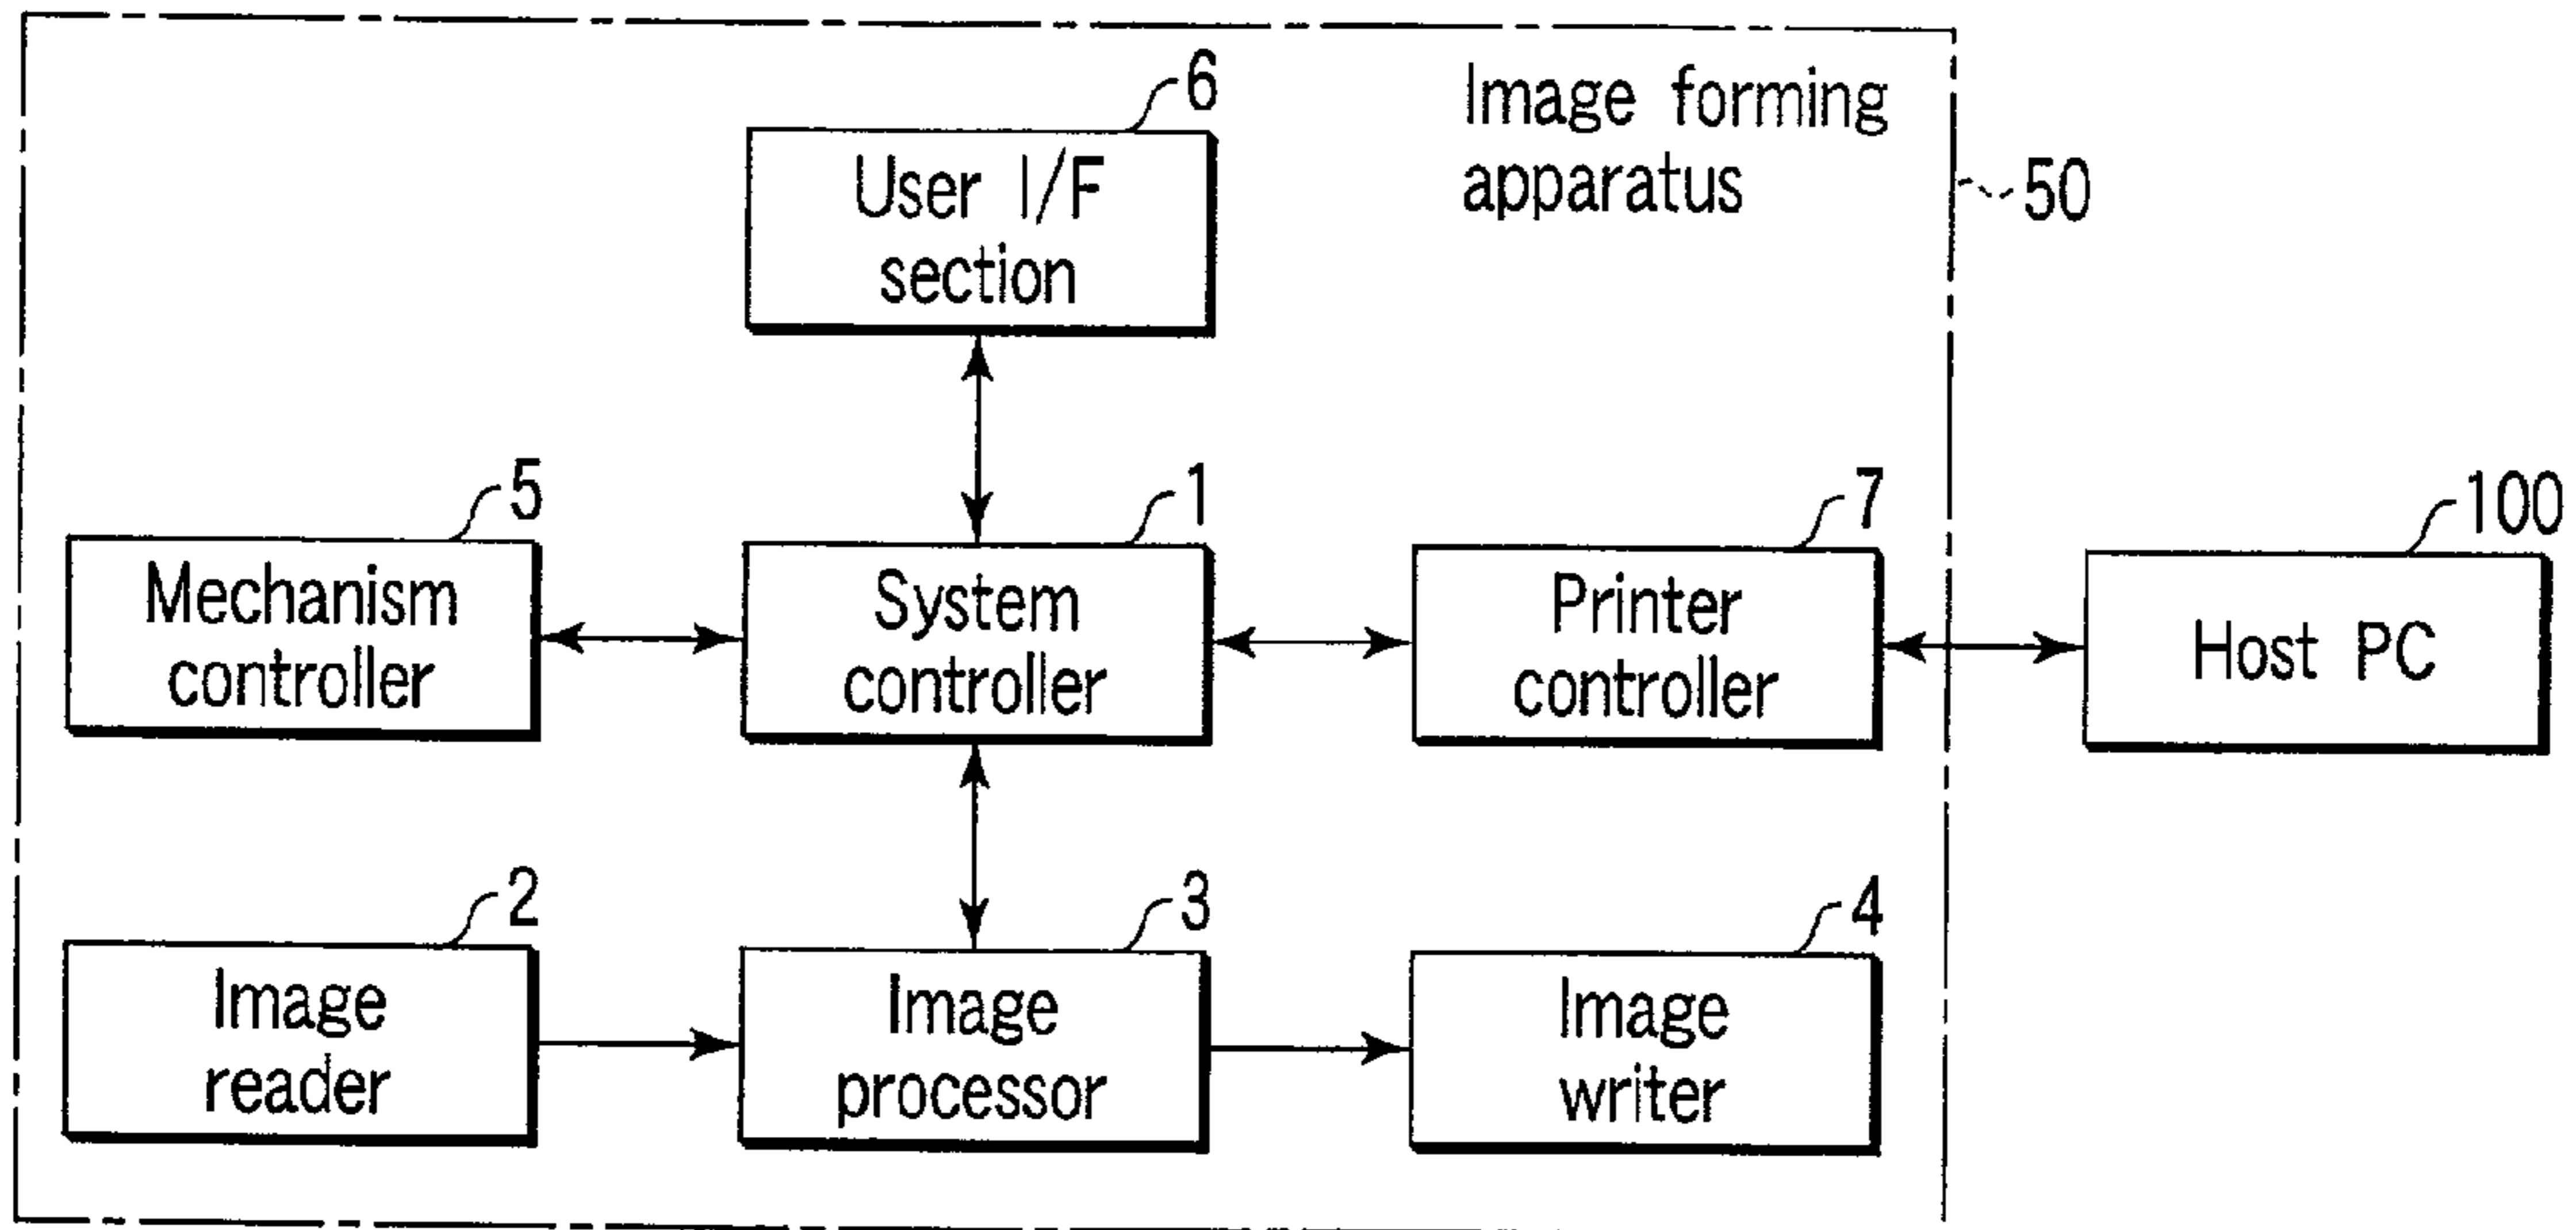 6
Image forming
apparatus
50
User I/F
section
5
1
7
100
Mechanism
controller
System
controller
Printer
controller
Host PC
2
3
4
Image
reader
Image
processor
Image
writer